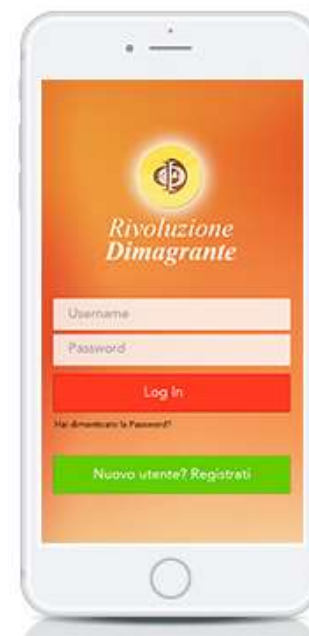 Rivoluzione
Dimagrante
Username
Password
Log In
Hai dimenticato la Password?
Nuovo utente? Registrati